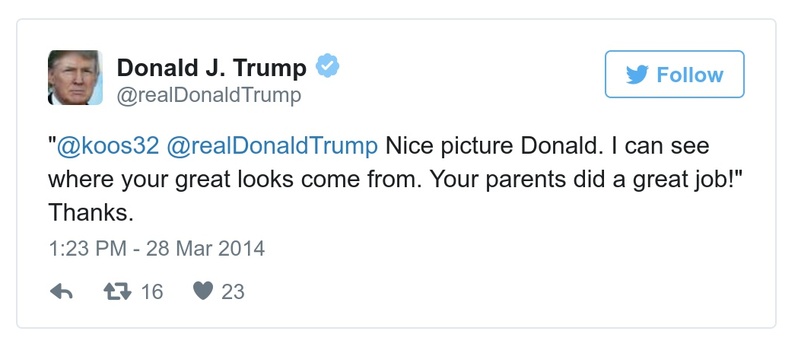 Donald J. Trump
@realDonaldTrump
Follow
"@koos32 @realDonaldTrump Nice picture Donald. I can see
where your great looks come from. Your parents did a great job!"
Thanks.
1:23 PM - 28 Mar 2014
16 23